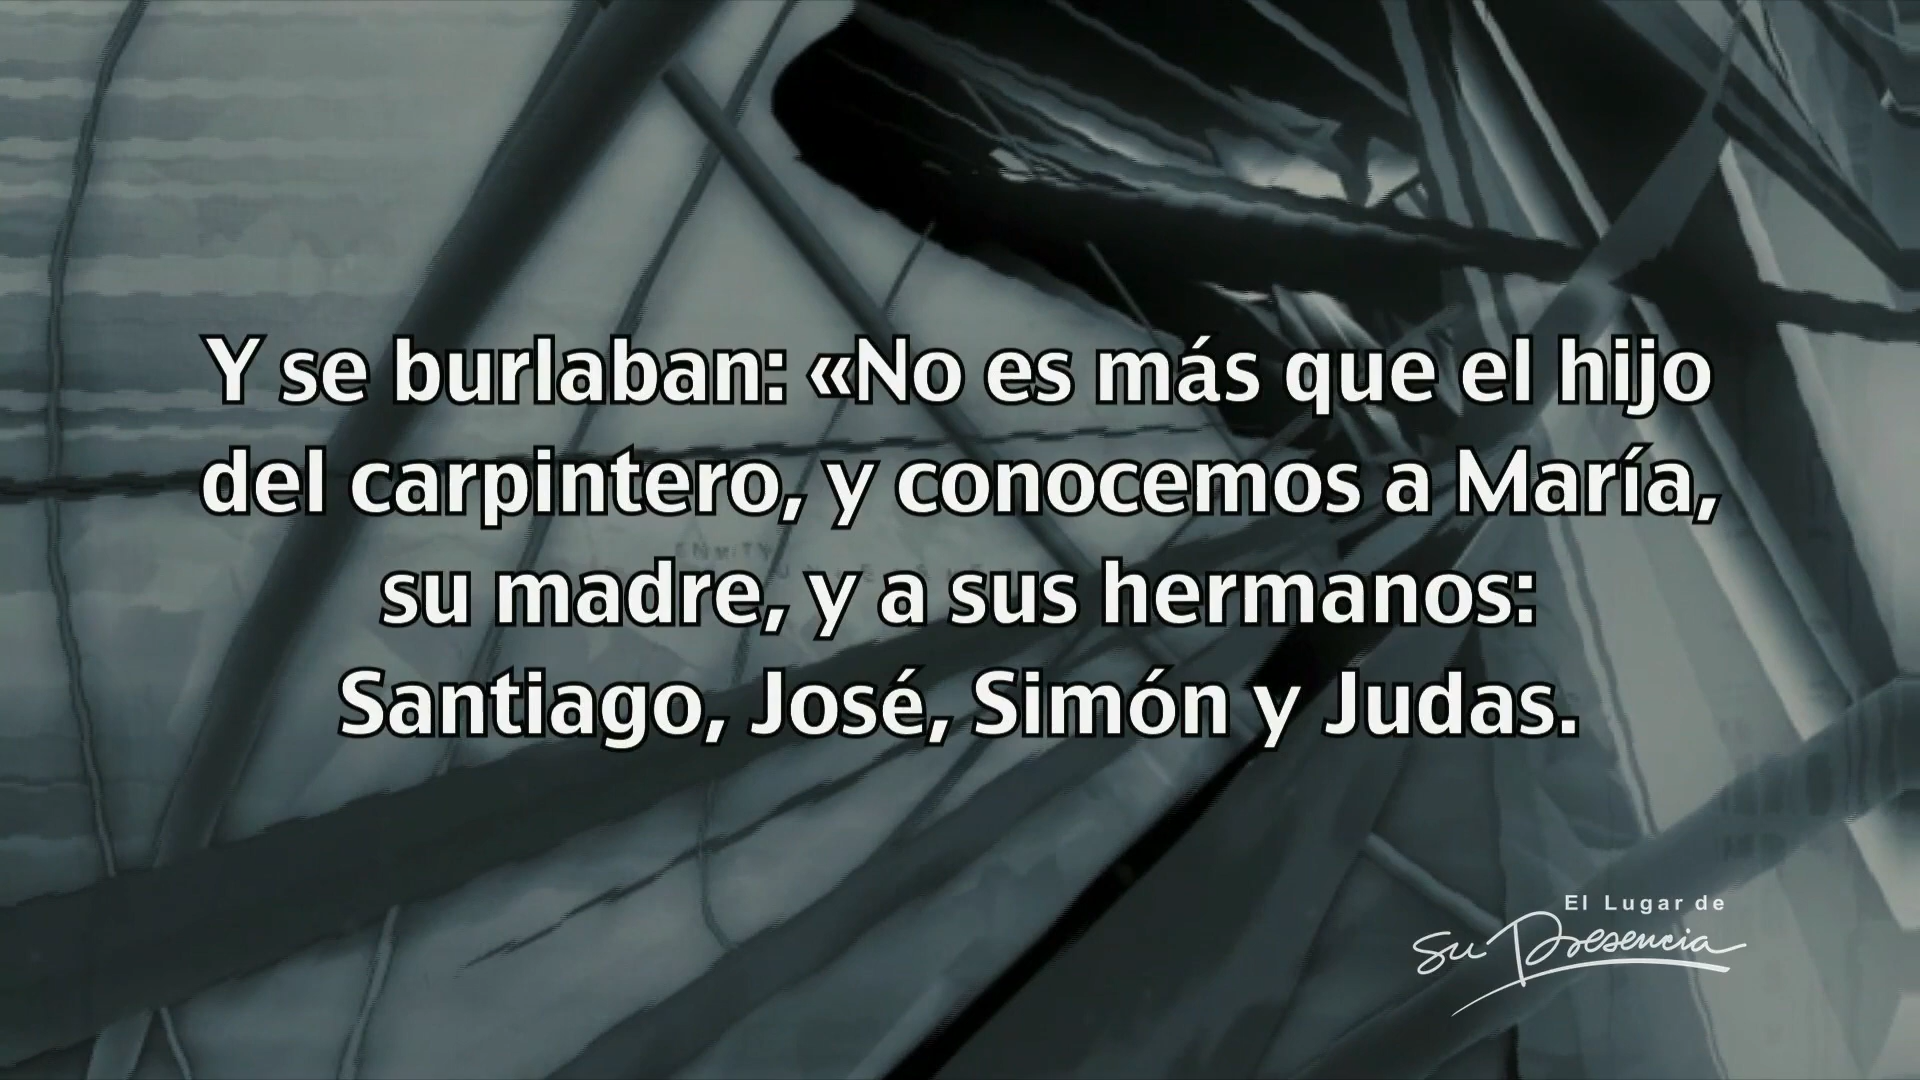 Y se burlaban: «No es más que el hijo
del carpintero, y conocemos a María,
su madre, y a sus hermanos:
Santiago, José, Simón y Judas.
El Lugar de
Su Presencia